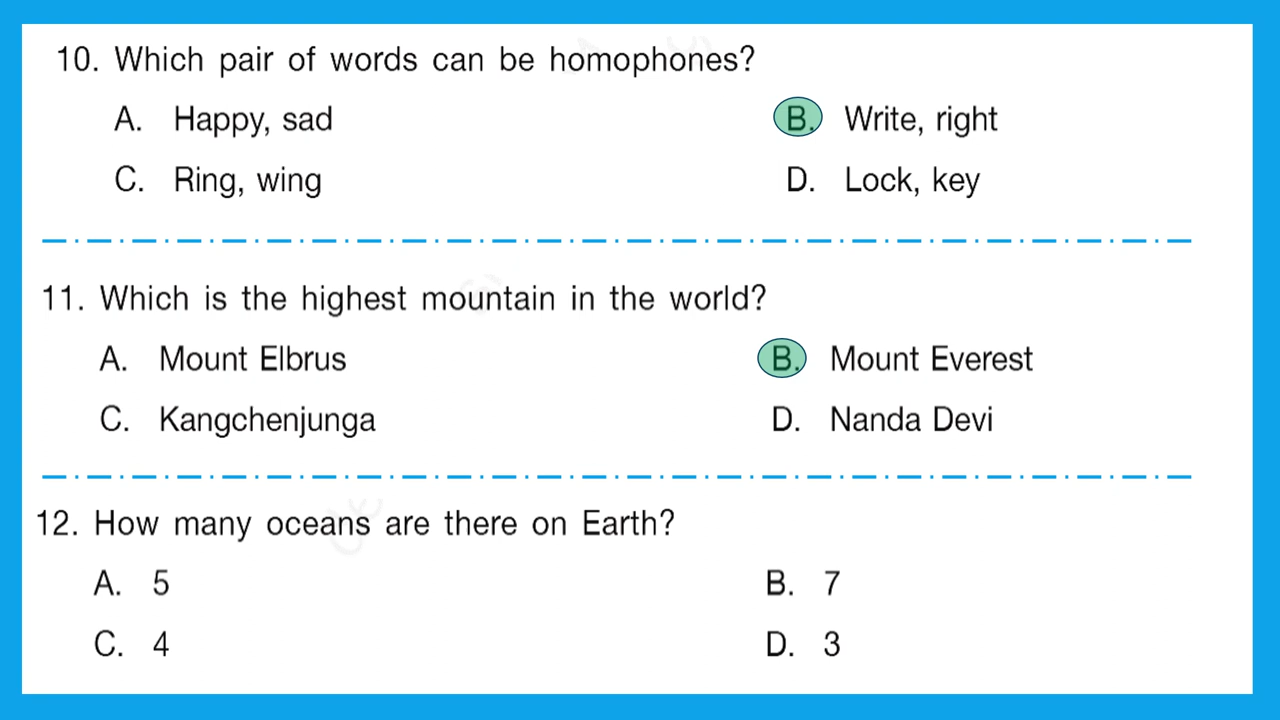 10. Which pair of words can be homophones?
A. Happy, sad B. Write, right
C. Ring, wing D. Lock, key
11. Which is the highest mountain in the world?
A. Mount Elbrus B. Mount Everest
C. Kangchenjunga D. Nanda Devi
12. How many oceans are there on Earth?
A. 5 B. 7
C. 4 D. 3